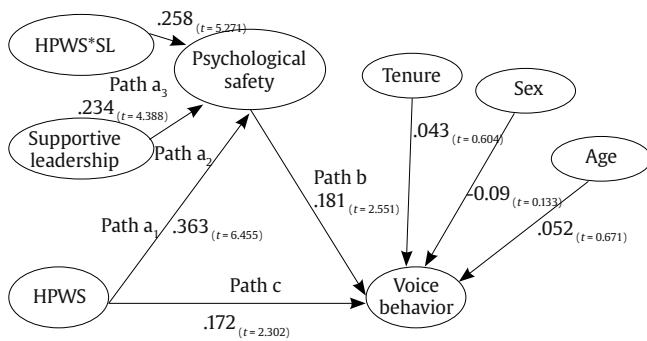 .258 (t = 5.271)
HPWS*SL
Psychological
safety
Tenure
Sex
Path a3
.234 (t = 4.388)
Supportive
leadership
Path a2
.043 (t = 0.604)
Age
Path b
.181 (t = 2.551)
-0.09 (t = 0.133)
Path a1
.363 (t = 6.455)
.052 (t = 0.671)
HPWS
Path c
Voice
behavior
.172 (t = 2.302)